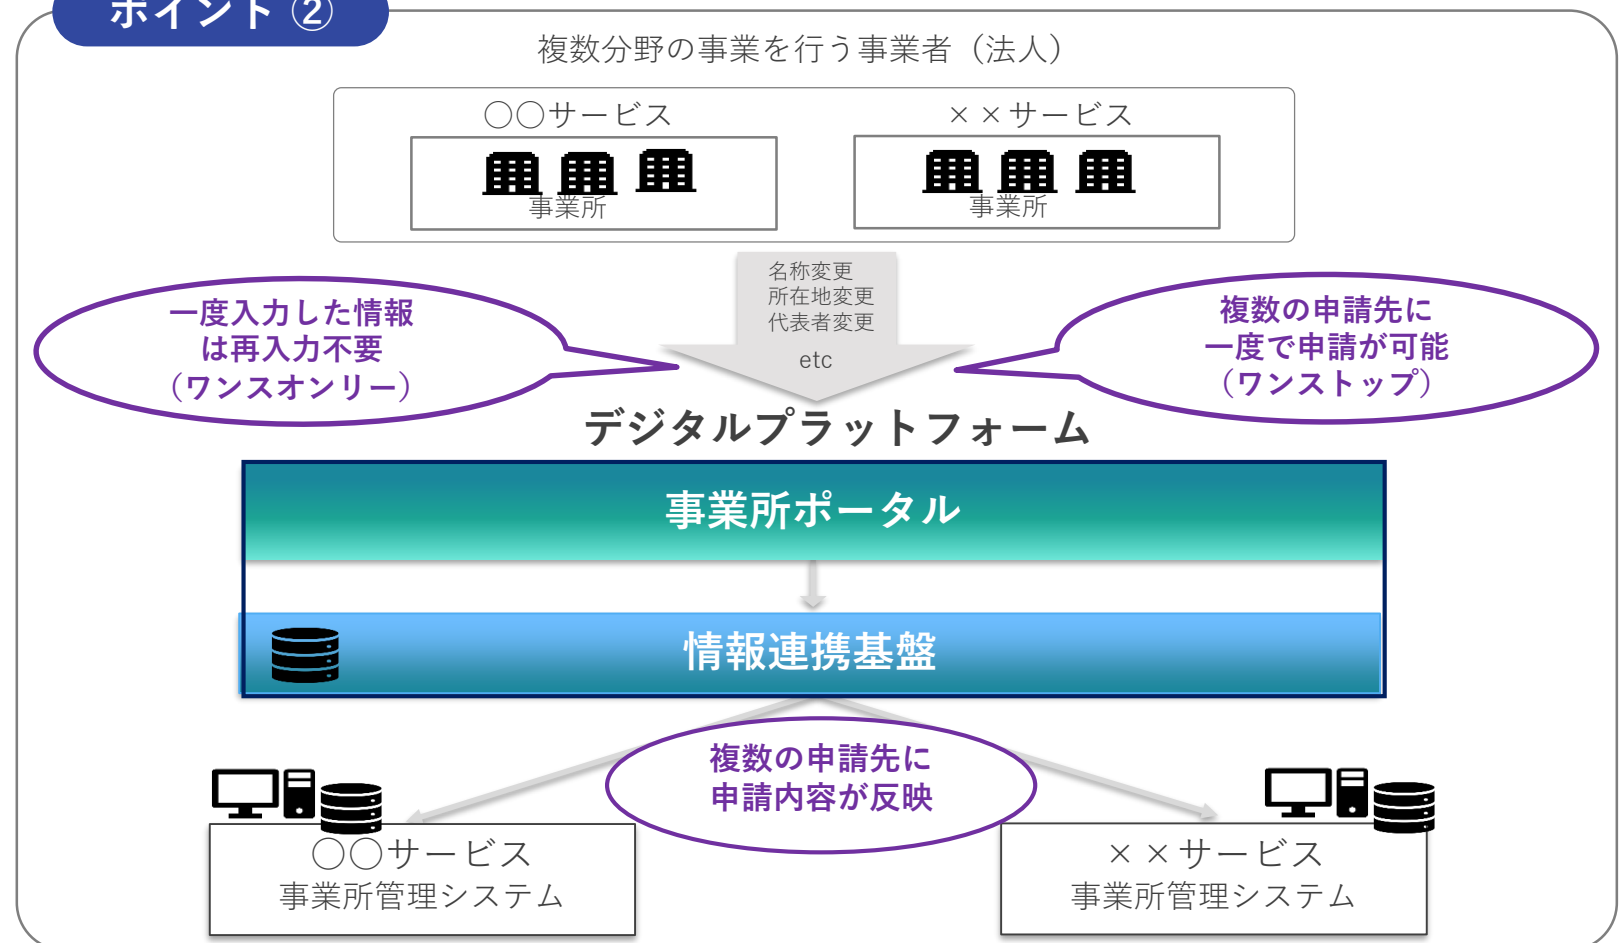 ポイント ②
複数分野の事業を行う事業者（法人）
〇〇サービス
××サービス
事業所
事業所
名称変更
所在地変更
代表者変更
etc
一度入力した情報
は再入力不要
（ワンスオンリー）
複数の申請先に
一度で申請が可能
（ワンストップ）
デジタルプラットフォーム
事業所ポータル
情報連携基盤
複数の申請先に
申請内容が反映
〇〇サービス
事業所管理システム
××サービス
事業所管理システム